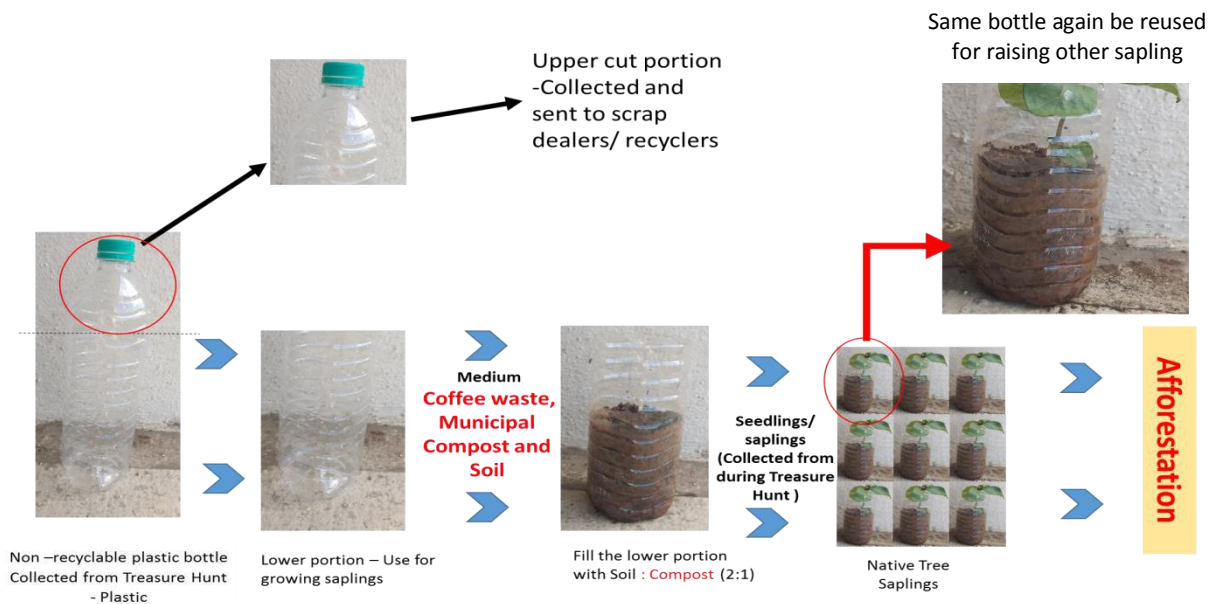 Same bottle again be reused
for raising other sapling
Upper cut portion
-Collected and
sent to scrap
dealers/ recyclers
Non –recyclable plastic bottle
Collected from Treasure Hunt
- Plastic
Lower portion – Use for
growing saplings
Medium
Coffee waste,
Municipal
Compost and
Soil
Fill the lower portion
with Soil : Compost (2:1)
Seedlings/
saplings
(Collected from
during Treasure
Hunt )
Native Tree
Saplings
Afforestation